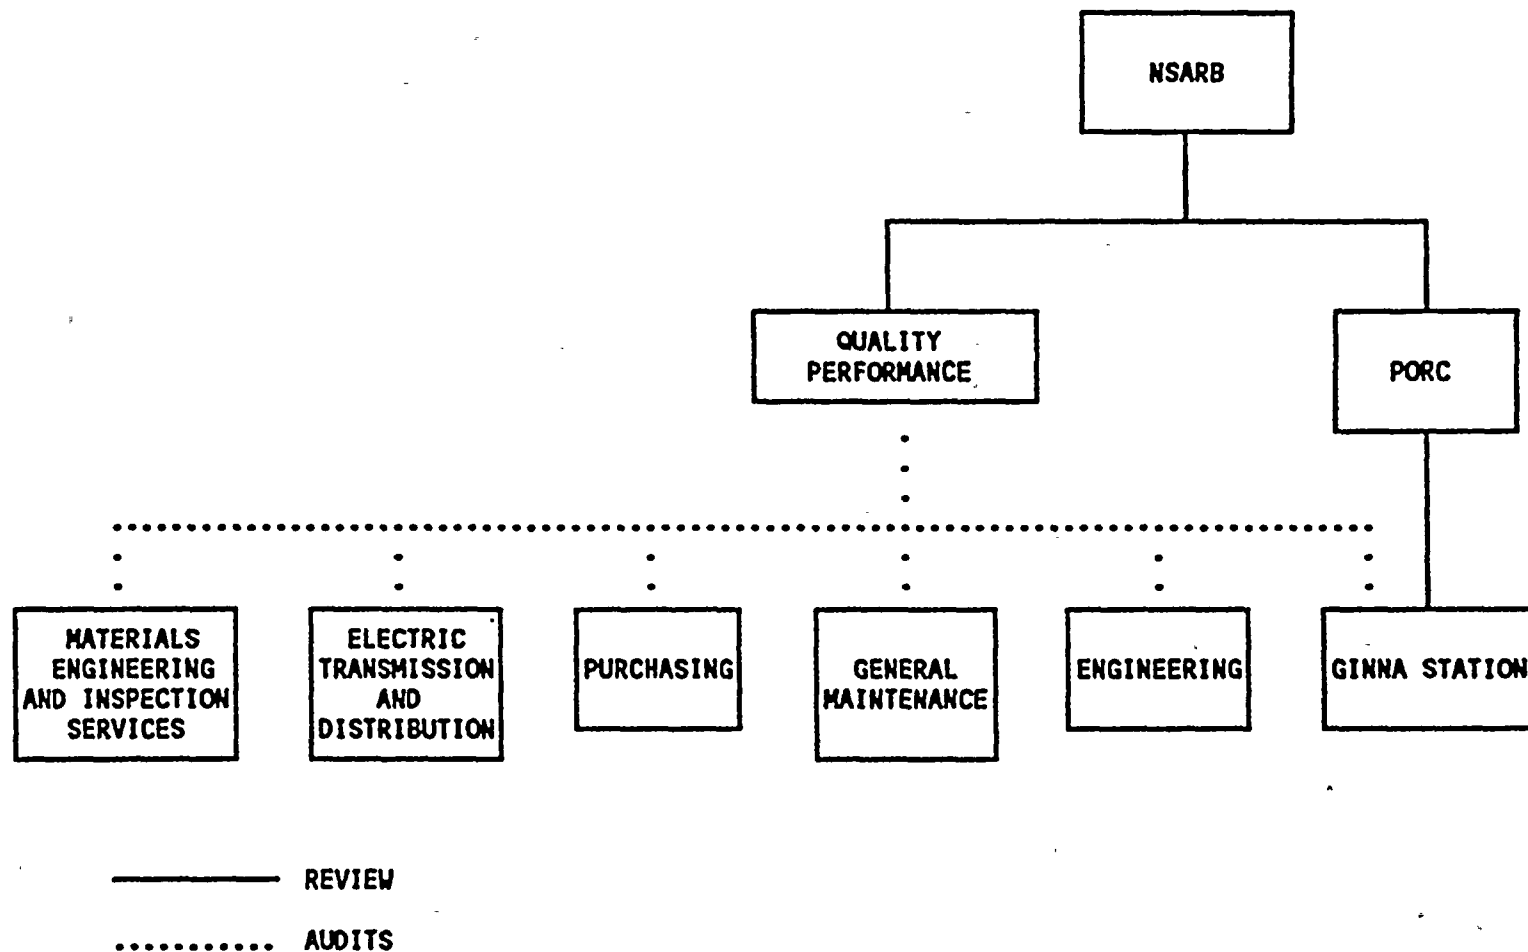 NSARB
QUALITY
PERFORMANCE
PORC
MATERIALS
ENGINEERING
AND INSPECTION
SERVICES
ELECTRIC
TRANSMISSION
AND
DISTRIBUTION
PURCHASING
GENERAL
MAINTENANCE
ENGINEERING
GINNA STATION
REVIEW
AUDITS